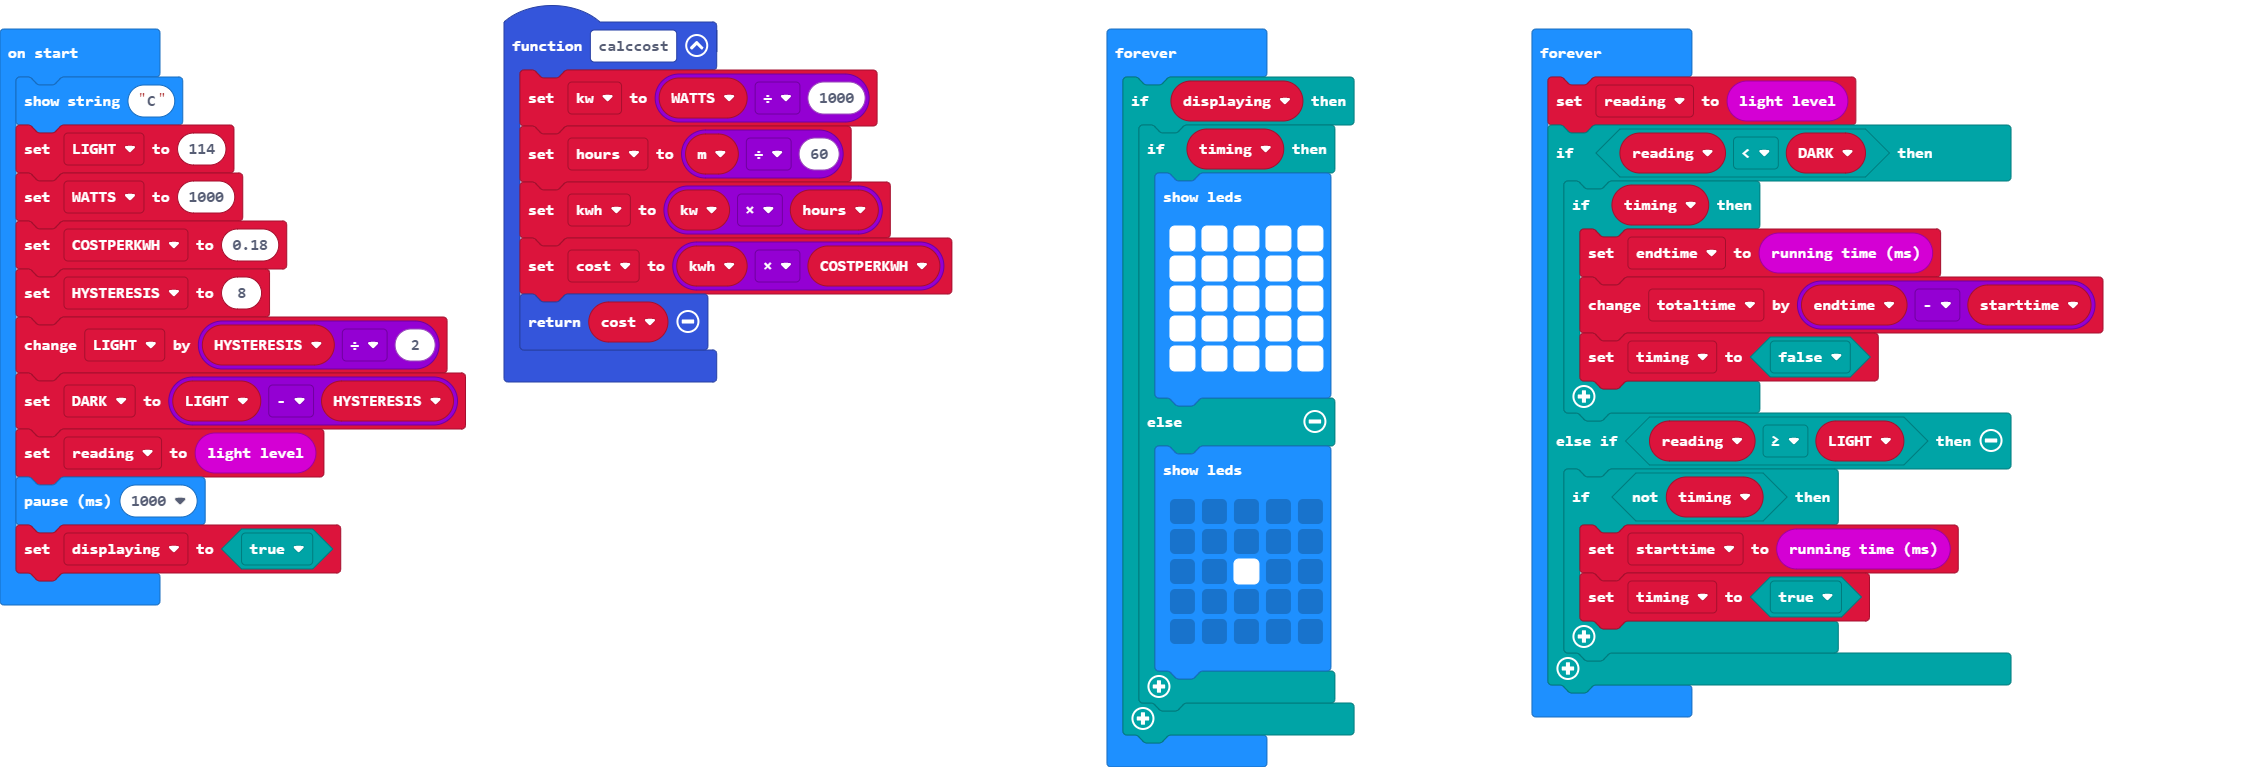 on start
show string "C"
set LIGHT to 114
set WATTS to 1000
set COSTPERKWH to 0.18
set HYSTERESIS to 8
change LIGHT by HYSTERESIS ÷ 2
set DARK to LIGHT - HYSTERESIS
set reading to light level
pause (ms) 1000
set displaying to true
function calccost
set kw to WATTS ÷ 1000
set hours to m ÷ 60
set kwh to kw × hours
set cost to kwh × COSTPERKWH
return cost
forever
if displaying then
if timing then
show leds
else
show leds
forever
set reading to light level
if reading < DARK then
if timing then
set endtime to running time (ms)
change totaltime by endtime - starttime
set timing to false
else if reading ≥ LIGHT then
if not timing then
set starttime to running time (ms)
set timing to true